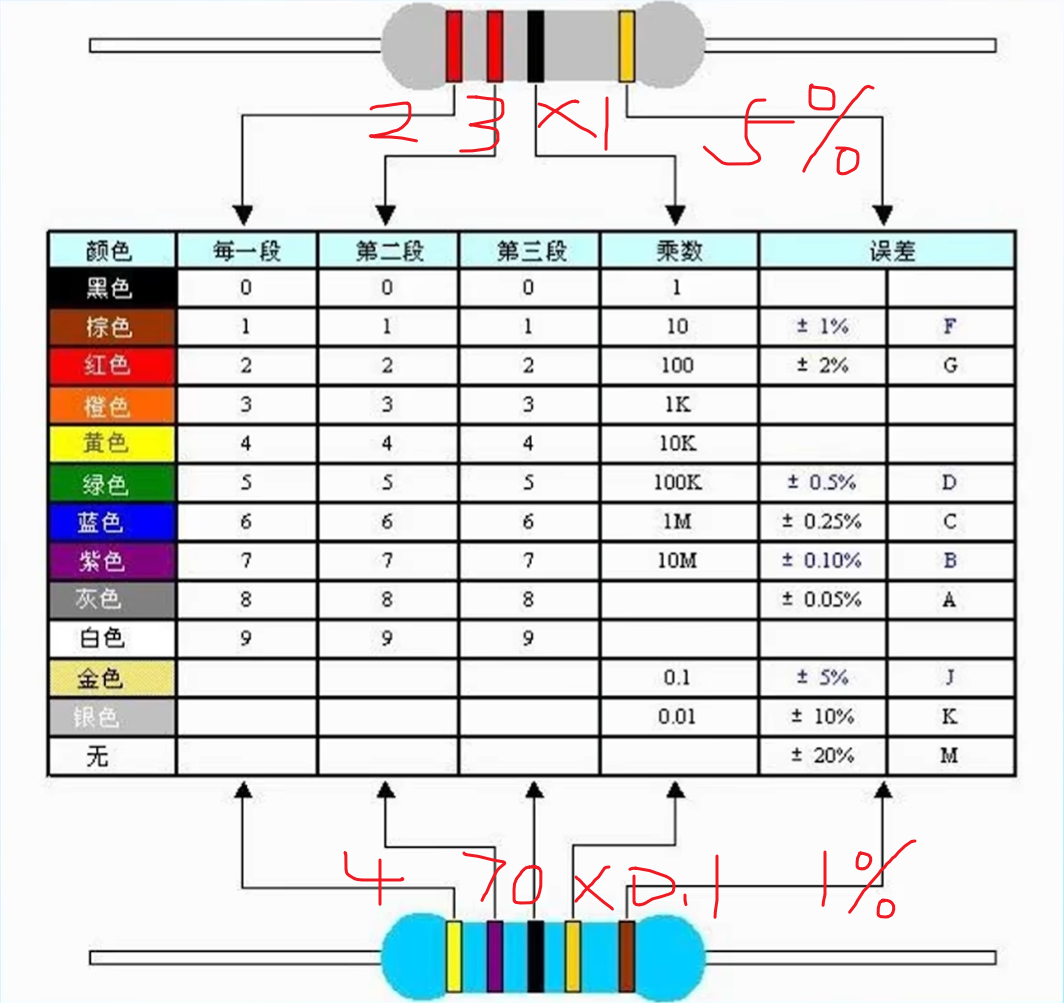 2 3 ×1 5%
颜色 每一段 第二段 第三段 乘数 误差
黑色 0 0 0 1
棕色 1 1 1 10 ± 1% F
红色 2 2 2 100 ± 2% G
橙色 3 3 3 1K
黄色 4 4 4 10K
绿色 5 5 5 100K ± 0.5% D
蓝色 6 6 6 1M ± 0.25% C
紫色 7 7 7 10M ± 0.10% B
灰色 8 8 8 ± 0.05% A
白色 9 9 9
金色 0.1 ± 5% J
银色 0.01 ± 10% K
无 ± 20% M
4 70 ×0.1 1%